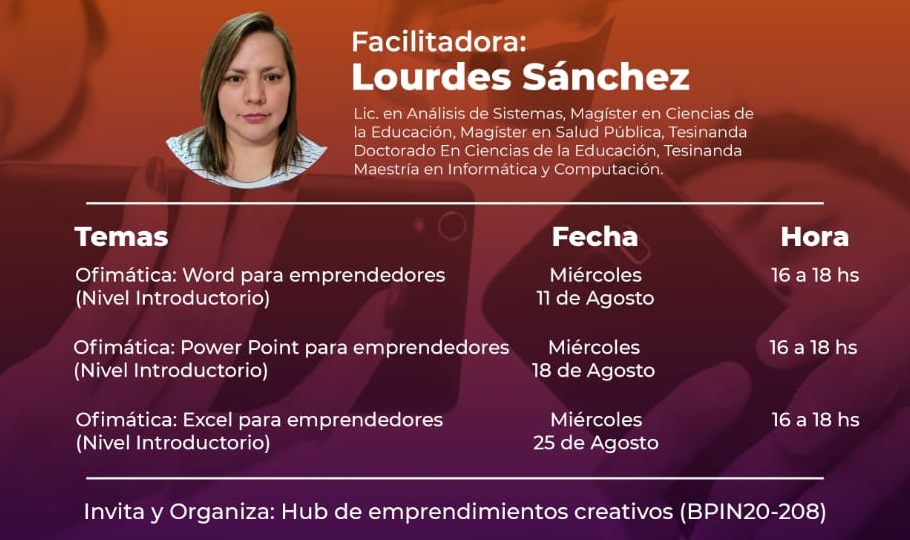 Facilitadora:
Lourdes Sánchez
Lic. en Análisis de Sistemas, Magíster en Ciencias de
la Educación, Magíster en Salud Pública, Tesinanda
Doctorado En Ciencias de la Educación, Tesinanda
Maestría en Informática y Computación.
Temas Fecha Hora
Ofimática: Word para emprendedores Miércoles 16 a 18 hs
(Nivel Introductorio) 11 de Agosto
Ofimática: Power Point para emprendedores Miércoles 16 a 18 hs
(Nivel Introductorio) 18 de Agosto
Ofimática: Excel para emprendedores Miércoles 16 a 18 hs
(Nivel Introductorio) 25 de Agosto
Invita y Organiza: Hub de emprendimientos creativos (BPIN20-208)